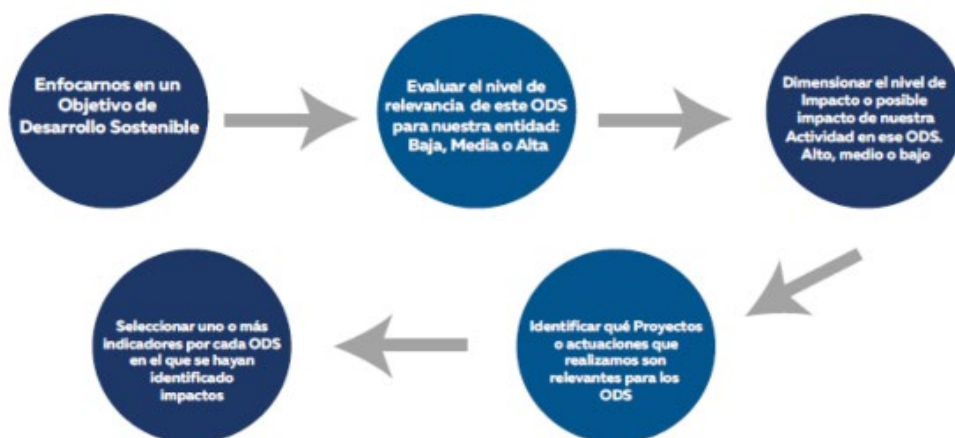 Enfocarnos en un
Objetivo de
Desarrollo Sostenible
Evaluar el nivel de
relevancia de este ODS
para nuestra entidad:
Baja, Media o Alta
Dimensionar el nivel de
Impacto o posible
impacto de nuestra
Actividad en ese ODS.
Alto, medio o bajo
Identificar qué Proyectos
o actuaciones que
realizamos son
relevantes para los
ODS
Seleccionar uno o más
indicadores por cada ODS
en el que se hayan
identificado
impactos